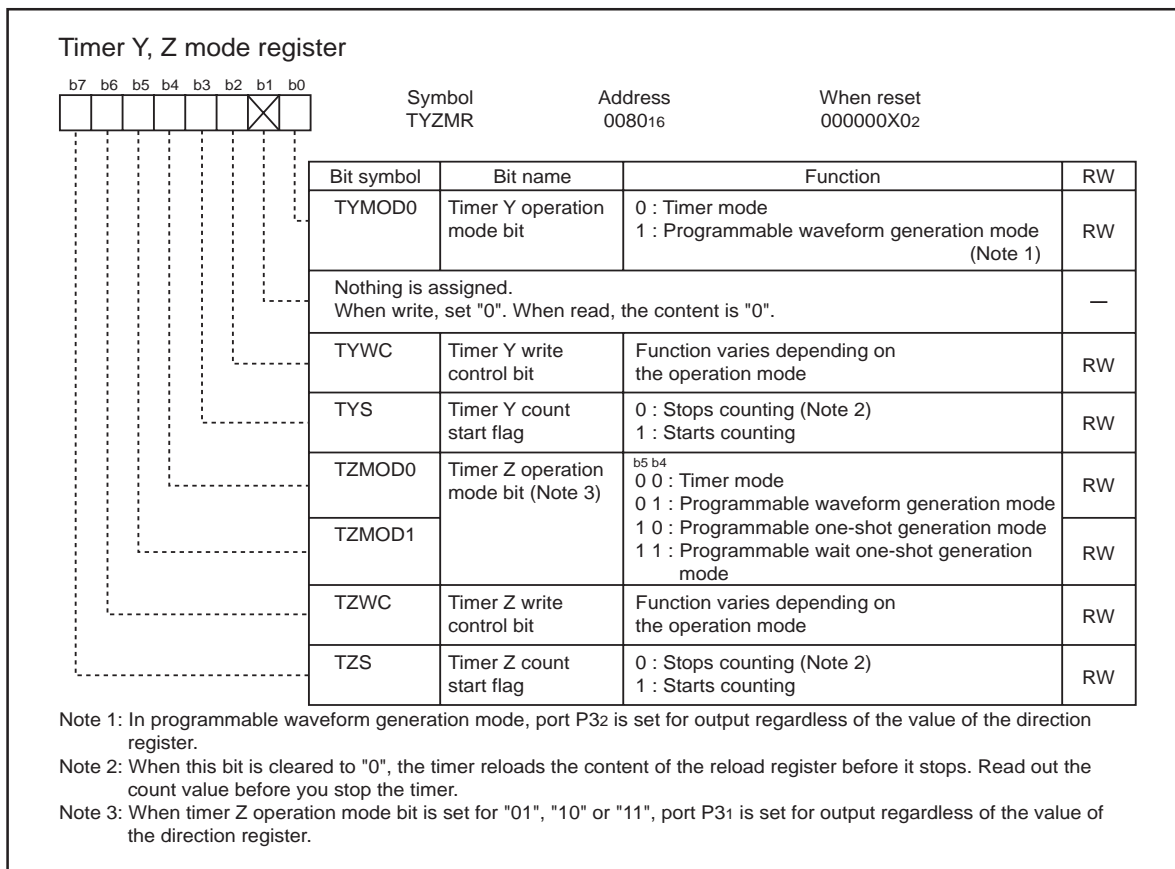 Timer Y, Z mode register
b7 b6 b5 b4 b3 b2 b1 b0
Symbol Address When reset
TYZMR 008016 000000X02
Bit symbol Bit name Function RW
TYMOD0 Timer Y operation mode bit 0 : Timer mode
1 : Programmable waveform generation mode
(Note 1) RW
Nothing is assigned.
When write, set "0". When read, the content is "0". —
TYWC Timer Y write control bit Function varies depending on
the operation mode RW
TYS Timer Y count start flag 0 : Stops counting (Note 2)
1 : Starts counting RW
TZMOD0 Timer Z operation mode bit (Note 3) b5 b4
0 0 : Timer mode
0 1 : Programmable waveform generation mode RW
TZMOD1 1 0 : Programmable one-shot generation mode
1 1 : Programmable wait one-shot generation
mode RW
TZWC Timer Z write control bit Function varies depending on
the operation mode RW
TZS Timer Z count start flag 0 : Stops counting (Note 2)
1 : Starts counting RW
Note 1: In programmable waveform generation mode, port P32 is set for output regardless of the value of the direction
register.
Note 2: When this bit is cleared to "0", the timer reloads the content of the reload register before it stops. Read out the
count value before you stop the timer.
Note 3: When timer Z operation mode bit is set for "01", "10" or "11", port P31 is set for output regardless of the value of
the direction register.